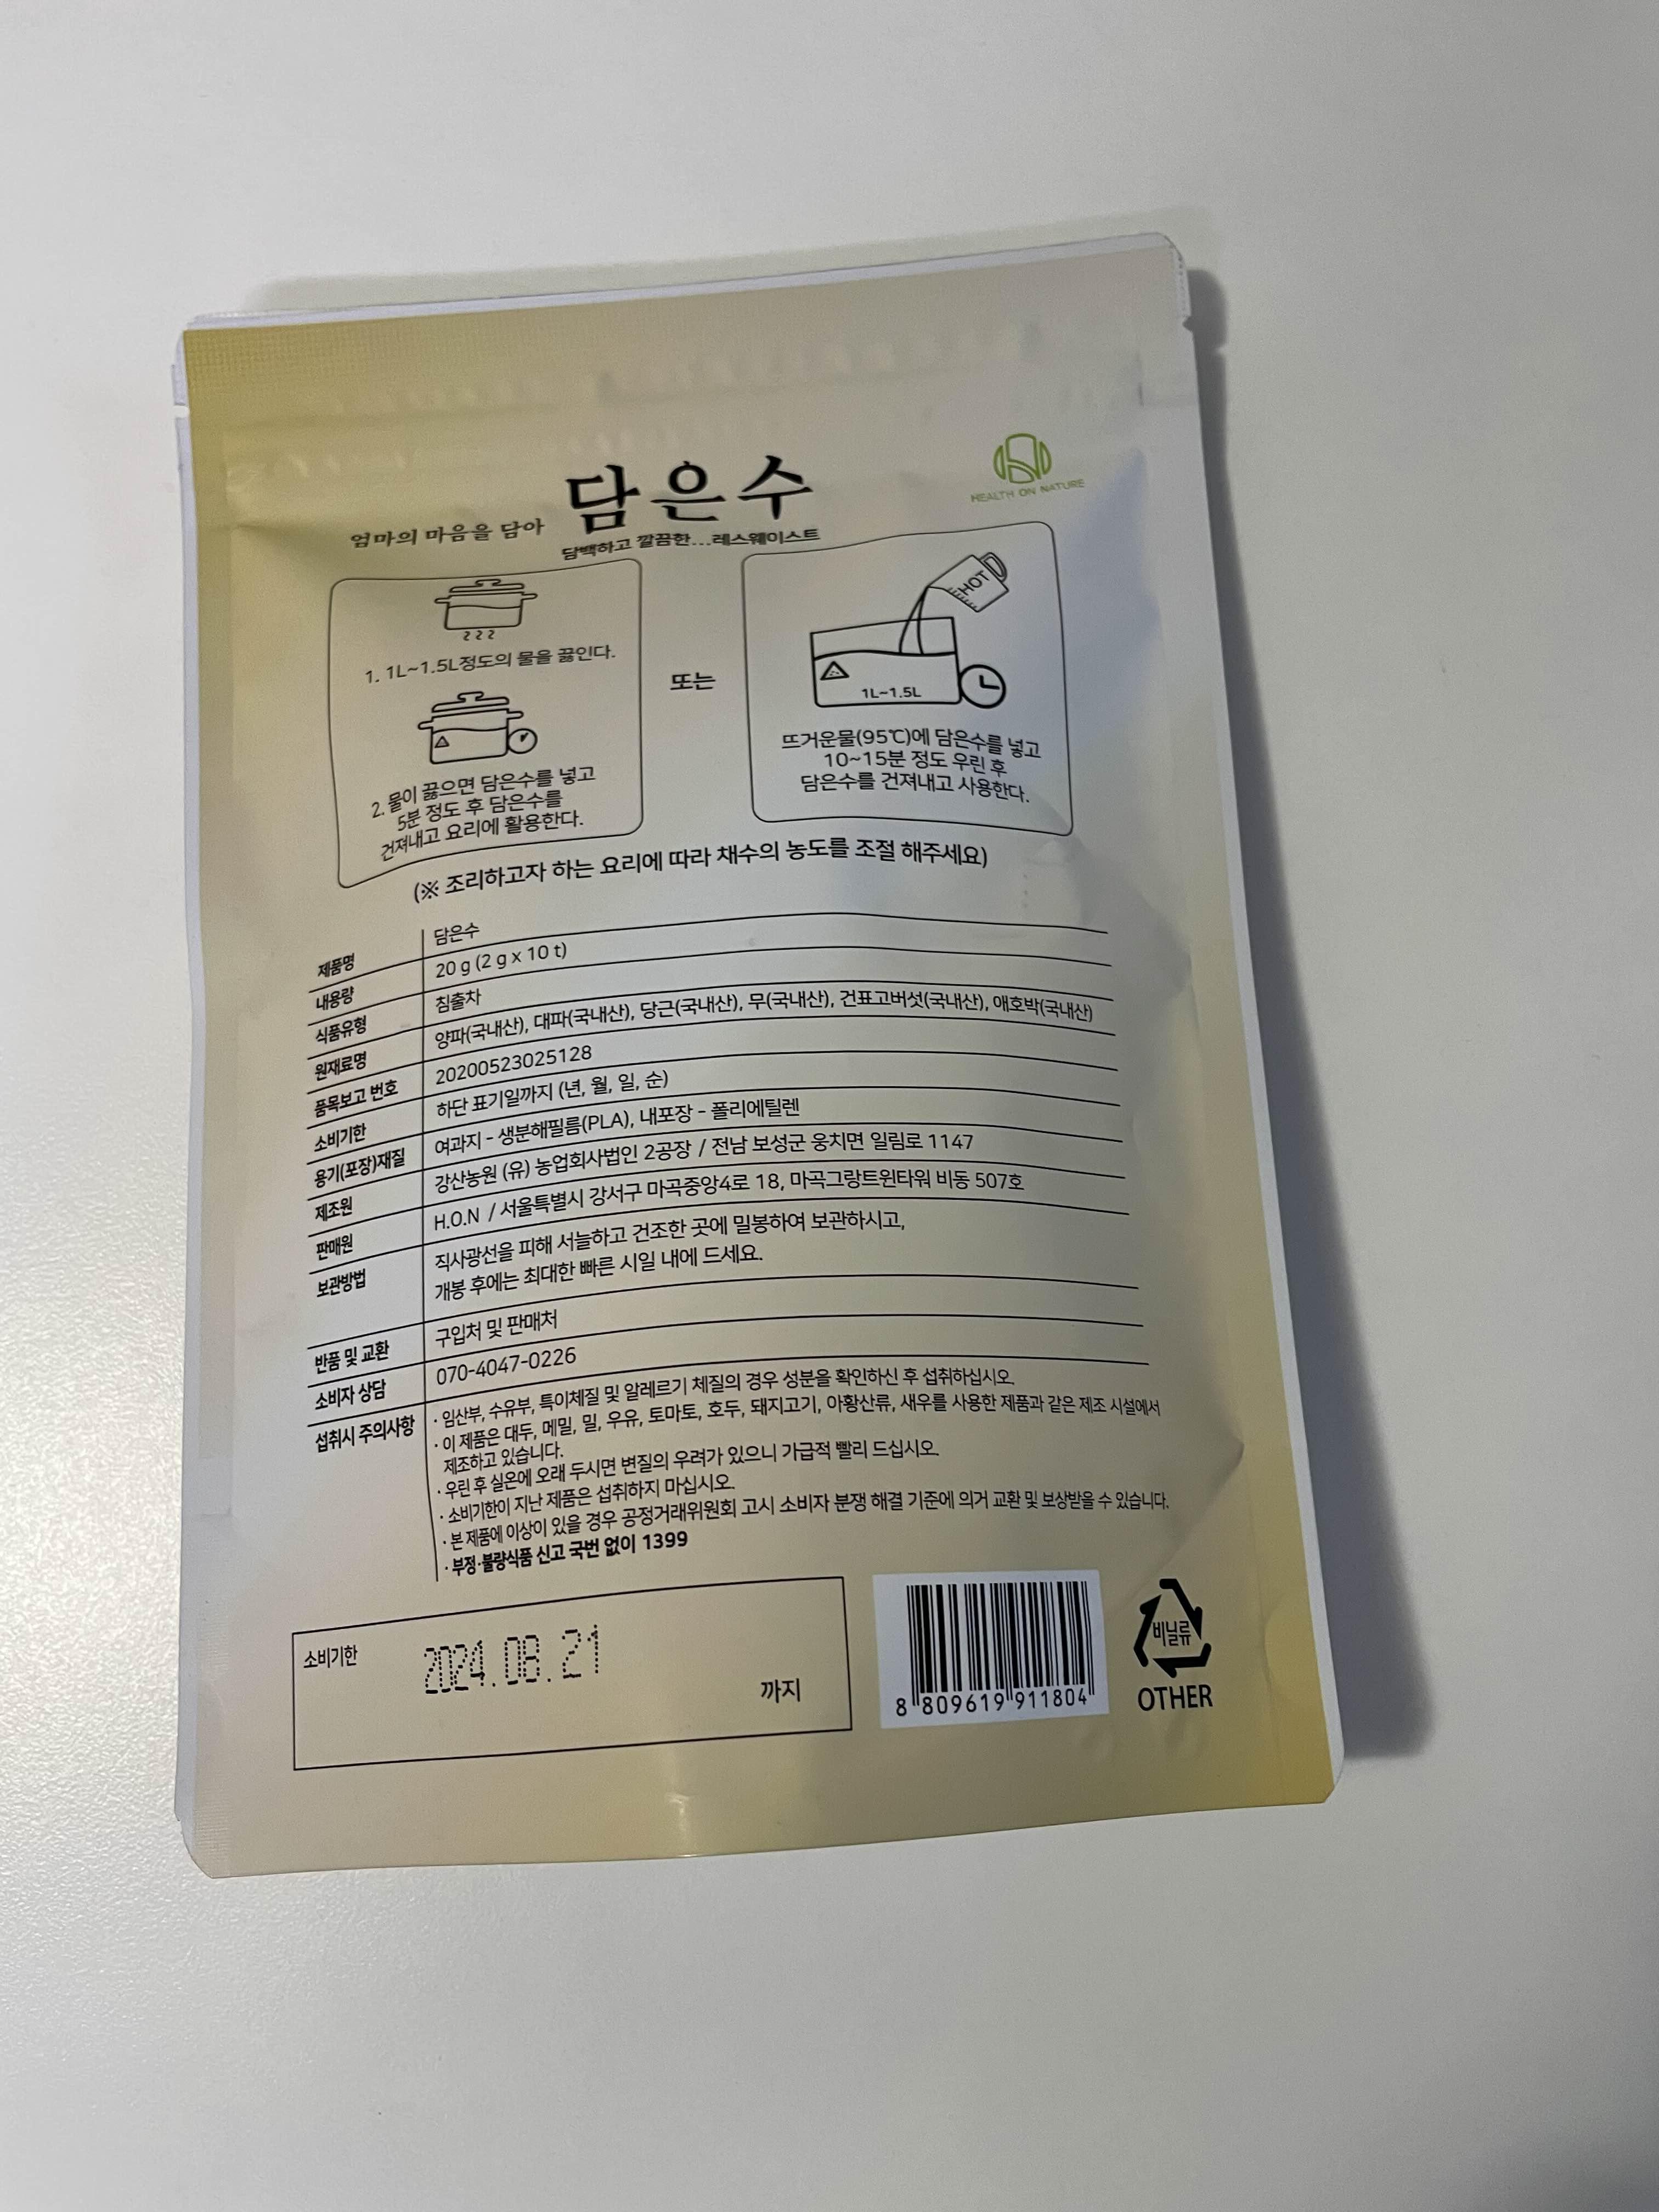 엄마의 마음을 담아 담은수
담백하고 깔끔한...레스웨이스트
HEALTH ON NATURE
1. 1L~1.5L정도의 물을 끓인다.
2. 물이 끓으면 담은수를 넣고
5분 정도 후 담은수를
건져내고 요리에 활용한다.
또는
HOT
1L~1.5L
뜨거운물(95℃)에 담은수를 넣고
10~15분 정도 우린 후
담은수를 건져내고 사용한다.
(※ 조리하고자 하는 요리에 따라 채수의 농도를 조절 해주세요)
제품명 담은수
내용량 20 g (2 g x 10 t)
식품유형 침출차
원재료명 양파(국내산), 대파(국내산), 당근(국내산), 무(국내산), 건표고버섯(국내산), 애호박(국내산)
품목보고 번호 20200523025128
소비기한 하단 표기일까지 (년, 월, 일, 순)
용기(포장)재질 여과지 - 생분해필름(PLA), 내포장 - 폴리에틸렌
제조원 강산농원 (유) 농업회사법인 2공장 / 전남 보성군 웅치면 일림로 1147
판매원 H.O.N / 서울특별시 강서구 마곡중앙4로 18, 마곡그랑트윈타워 비동 507호
보관방법 직사광선을 피해 서늘하고 건조한 곳에 밀봉하여 보관하시고,
개봉 후에는 최대한 빠른 시일 내에 드세요.
반품 및 교환 구입처 및 판매처
소비자 상담 070-4047-0226
섭취시 주의사항 · 임산부, 수유부, 특이체질 및 알레르기 체질의 경우 성분을 확인하신 후 섭취하십시오.
· 이 제품은 대두, 메밀, 밀, 우유, 토마토, 호두, 돼지고기, 아황산류, 새우를 사용한 제품과 같은 제조 시설에서
제조하고 있습니다.
· 우린 후 실온에 오래 두시면 변질의 우려가 있으니 가급적 빨리 드십시오.
· 소비기한이 지난 제품은 섭취하지 마십시오.
· 본 제품에 이상이 있을 경우 공정거래위원회 고시 소비자 분쟁 해결 기준에 의거 교환 및 보상받을 수 있습니다.
· 부정·불량식품 신고 국번 없이 1399
소비기한 2024.08.21 까지
8 809619 911804
비닐류
OTHER